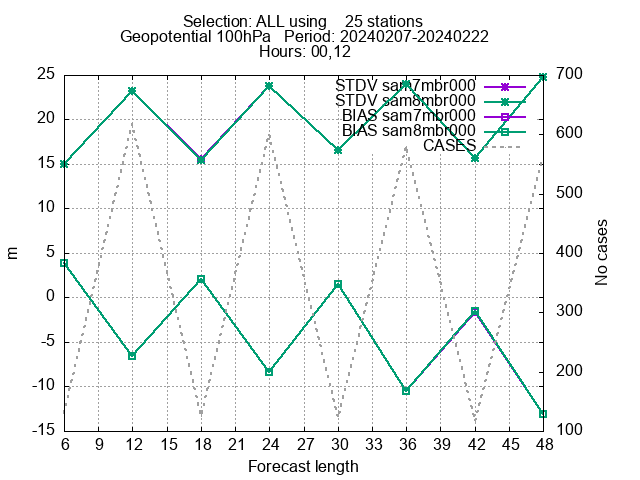 Selection: ALL using    25 stations
Geopotential 100hPa   Period: 20240207-20240222
Hours: 00,12
STDV sam7mbr000
STDV sam8mbr000
BIAS sam7mbr000
BIAS sam8mbr000
CASES
25
20
15
10
5
0
-5
-10
-15
m
700
600
500
400
300
200
100
No cases
6 9 12 15 18 21 24 27 30 33 36 39 42 45 48
Forecast length